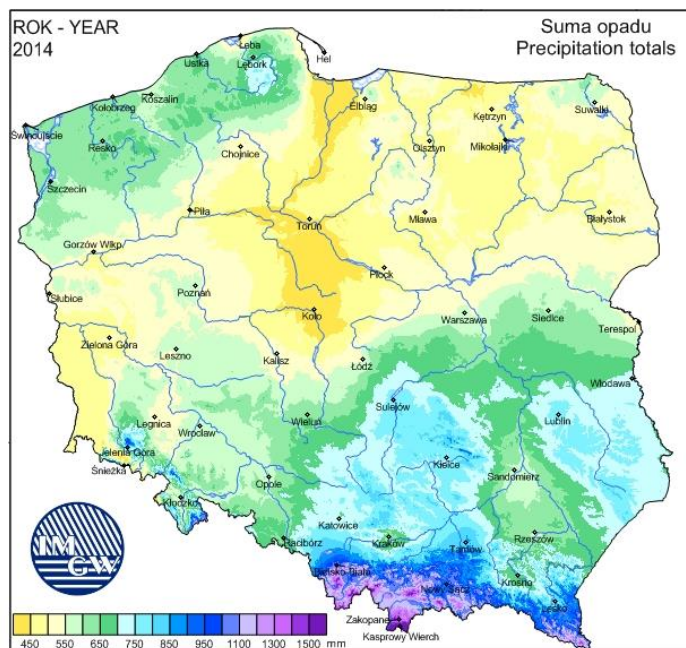 ROK - YEAR
2014
Suma opadu
Precipitation totals
Łeba
Hel
Ustka
Lębork
Koszalin
Kołobrzeg
Elbląg
Kętrzyn
Suwałki
Świnoujście
Resko
Chojnice
Olsztyn
Mikołajki
Szczecin
Piła
Toruń
Mława
Białystok
Gorzów Wlkp.
Płock
Słubice
Poznań
Koło
Warszawa
Siedlce
Terespol
Zielona Góra
Leszno
Kalisz
Łódź
Włodawa
Sulejów
Legnica
Wrocław
Wieluń
Lublin
Jelenia Góra
Kielce
Śnieżka
Opole
Sandomierz
Kłodzko
Katowice
Racibórz
Kraków
Tarnów
Rzeszów
Bielsko-Biała
Nowy Sącz
Krosno
Lesko
Zakopane
Kasprowy Wierch
IM
GW
450 550 650 750 850 950 1100 1300 1500 mm